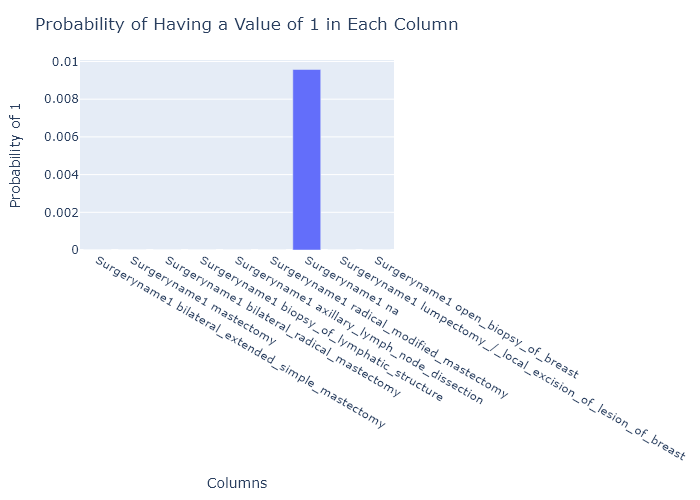 Probability of Having a Value of 1 in Each Column
Probability of 1
0.01
0.008
0.006
0.004
0.002
0
Surgeryname1 bilateral_extended_simple_mastectomy
Surgeryname1 mastectomy
Surgeryname1 bilateral_radical_mastectomy
Surgeryname1 biopsy_of_lymphatic_structure
Surgeryname1 axillary_lymph_node_dissection
Surgeryname1 radical_modified_mastectomy
Surgeryname1 na
Surgeryname1 lumpectomy_/_local_excision_of_lesion_of_breast
Surgeryname1 open_biopsy_of_breast
Columns